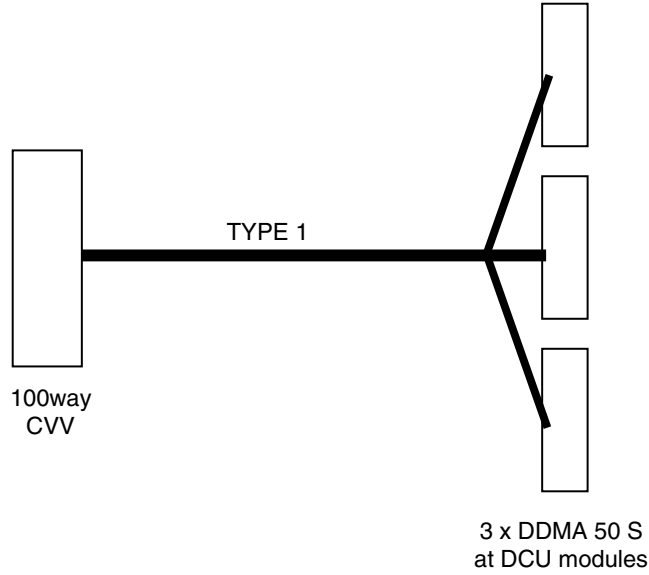 TYPE 1
100way
CVV
3 x DDMA 50 S
at DCU modules